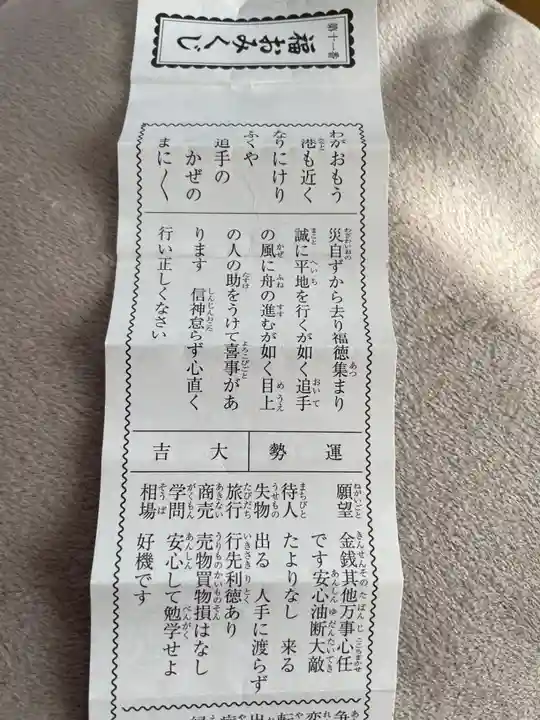 第十一番
福おみくじ
わがおもう
港も近く
なりにけり
ふくや
追手の
かぜの
まに〱
災自ずから去り福徳集まり
誠に平地を行くが如く追手
の風に舟の進むが如く目上
の人の助をうけて喜事があ
ります 信神怠らず心直く
行い正しくなさい
運勢 大吉
願望 金銭其他万事心任
です安心油断大敵
待人 たよりなし 来る
失物 出る 人手に渡らず
旅行 行先利徳あり
商売 売物買物損はなし
学問 安心して勉学せよ
相場 好機です